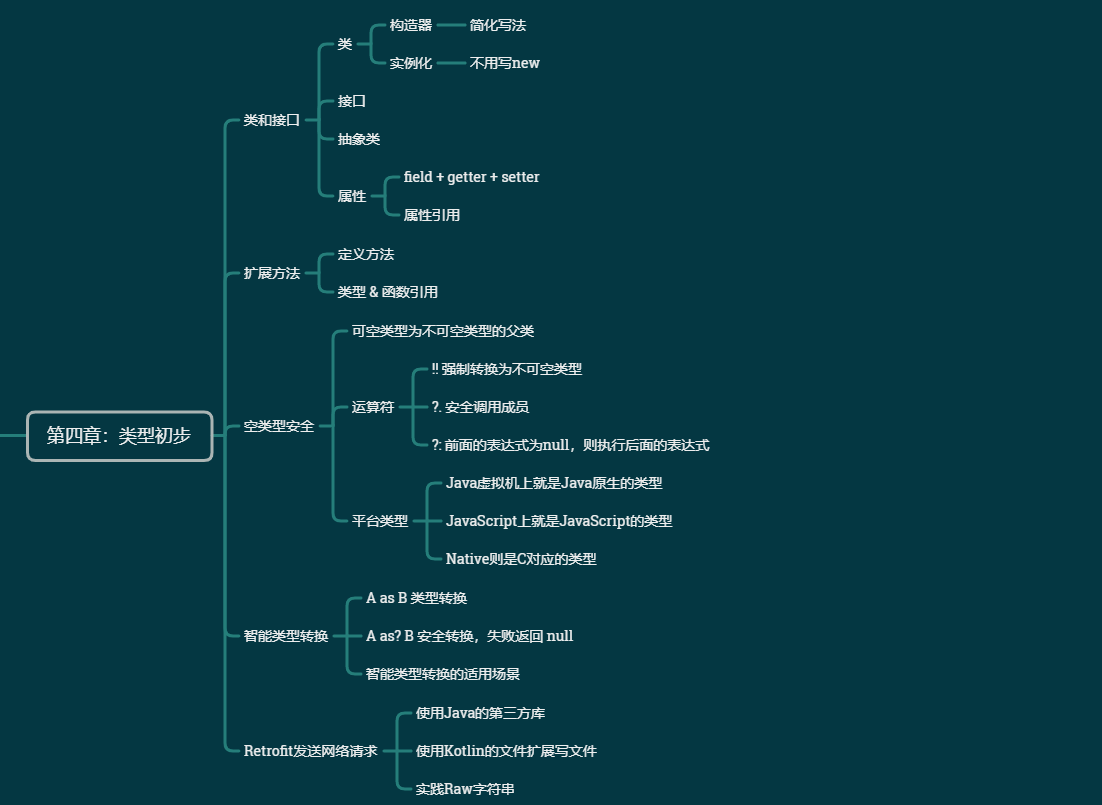 第四章：类型初步
类和接口
类
构造器
简化写法
实例化
不用写new
接口
抽象类
属性
field + getter + setter
属性引用
扩展方法
定义方法
类型 & 函数引用
空类型安全
可空类型为不可空类型的父类
运算符
!! 强制转换为不可空类型
?. 安全调用成员
?: 前面的表达式为null，则执行后面的表达式
平台类型
Java虚拟机上就是Java原生的类型
JavaScript上就是JavaScript的类型
Native则是C对应的类型
智能类型转换
A as B 类型转换
A as? B 安全转换，失败返回 null
智能类型转换的适用场景
Retrofit发送网络请求
使用Java的第三方库
使用Kotlin的文件扩展写文件
实践Raw字符串